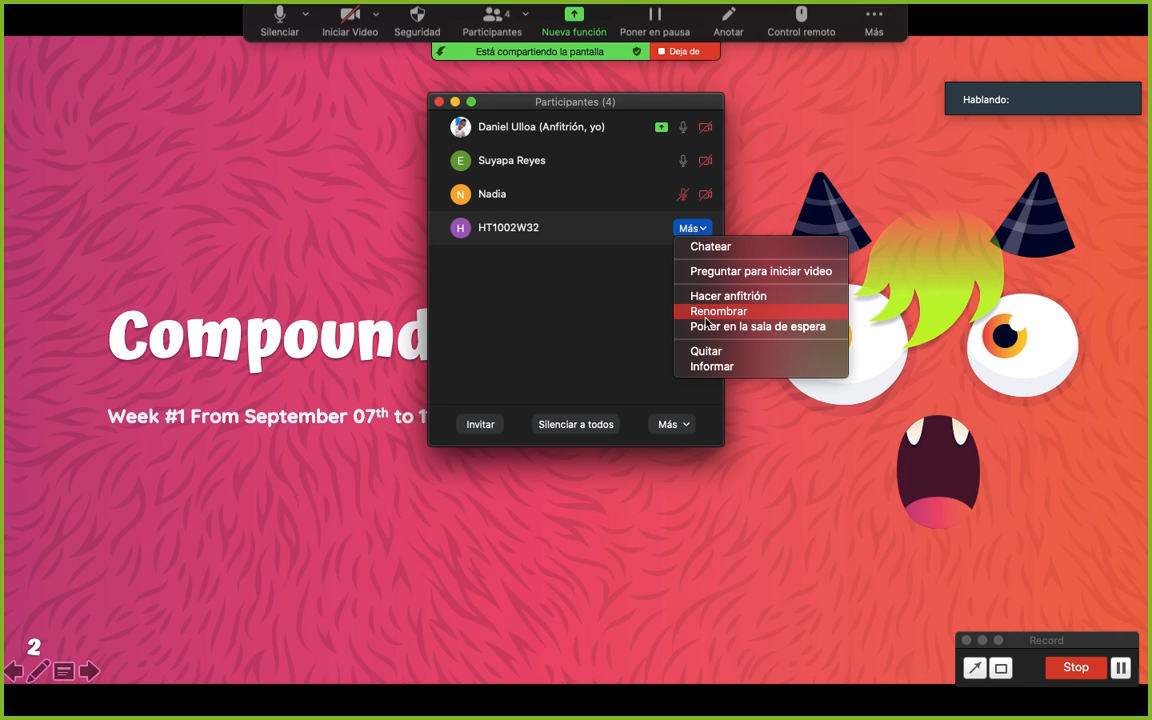 Silenciar
Iniciar Video
Seguridad
4
Participantes
Nueva función
Poner en pausa
Anotar
Control remoto
Más
Está compartiendo la pantalla
Deja de
Participantes (4)
Hablando:
Daniel Ulloa (Anfitrión, yo)
E
Suyapa Reyes
N
Nadia
H
HT1002W32
Más
Chatear
Preguntar para iniciar video
Hacer anfitrión
Renombrar
Poner en la sala de espera
Quitar
Informar
Compound
Week #1 From September 07th to 1
Invitar
Silenciar a todos
Más
2
Record
Stop